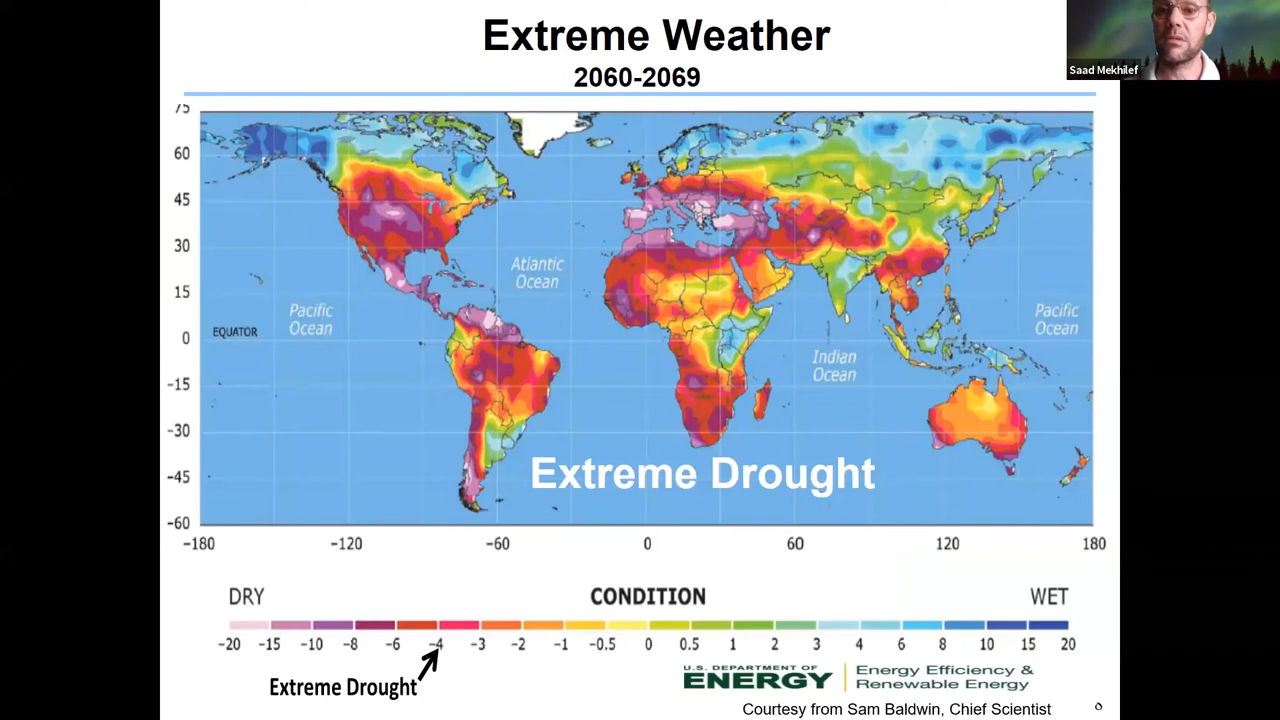 Extreme Weather
2060-2069
Saad Mekhilef
75
60
45
30
15
0
−15
−30
−45
−60
Atlantic
Ocean
Pacific
Ocean
EQUATOR
Indian
Ocean
Pacific
Ocean
Extreme Drought
−180
−120
−60
0
60
120
180
DRY
CONDITION
WET
−20 −15 −10 −8 −6 −4 −3 −2 −1 −0.5 0 0.5 1 2 3 4 6 8 10 15 20
Extreme Drought
U.S. DEPARTMENT OF
ENERGY
Energy Efficiency &
Renewable Energy
Courtesy from Sam Baldwin, Chief Scientist